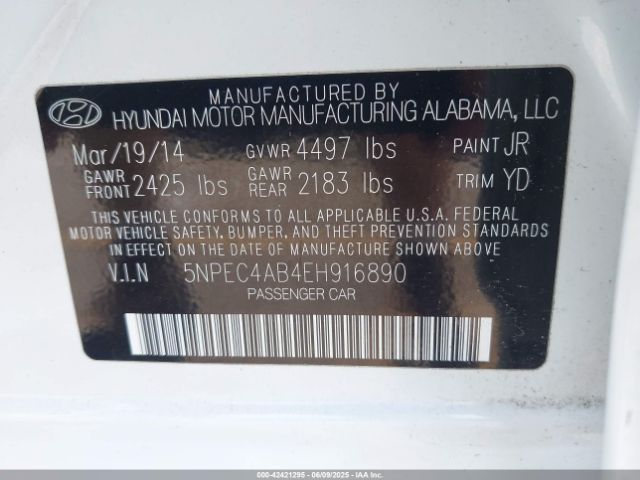 MANUFACTURED BY
HYUNDAI MOTOR MANUFACTURING ALABAMA, LLC
Mar/19/14 GVWR 4497 lbs PAINT JR
GAWR FRONT 2425 lbs GAWR REAR 2183 lbs TRIM YD
THIS VEHICLE CONFORMS TO ALL APPLICABLE U.S.A. FEDERAL
MOTOR VEHICLE SAFETY, BUMPER, AND THEFT PREVENTION STANDARDS
IN EFFECT ON THE DATE OF MANUFACTURE SHOWN ABOVE.
V.I.N 5NPEC4AB4EH916890
PASSENGER CAR
000-42421295 - 06/09/2025 - IAAI.COM